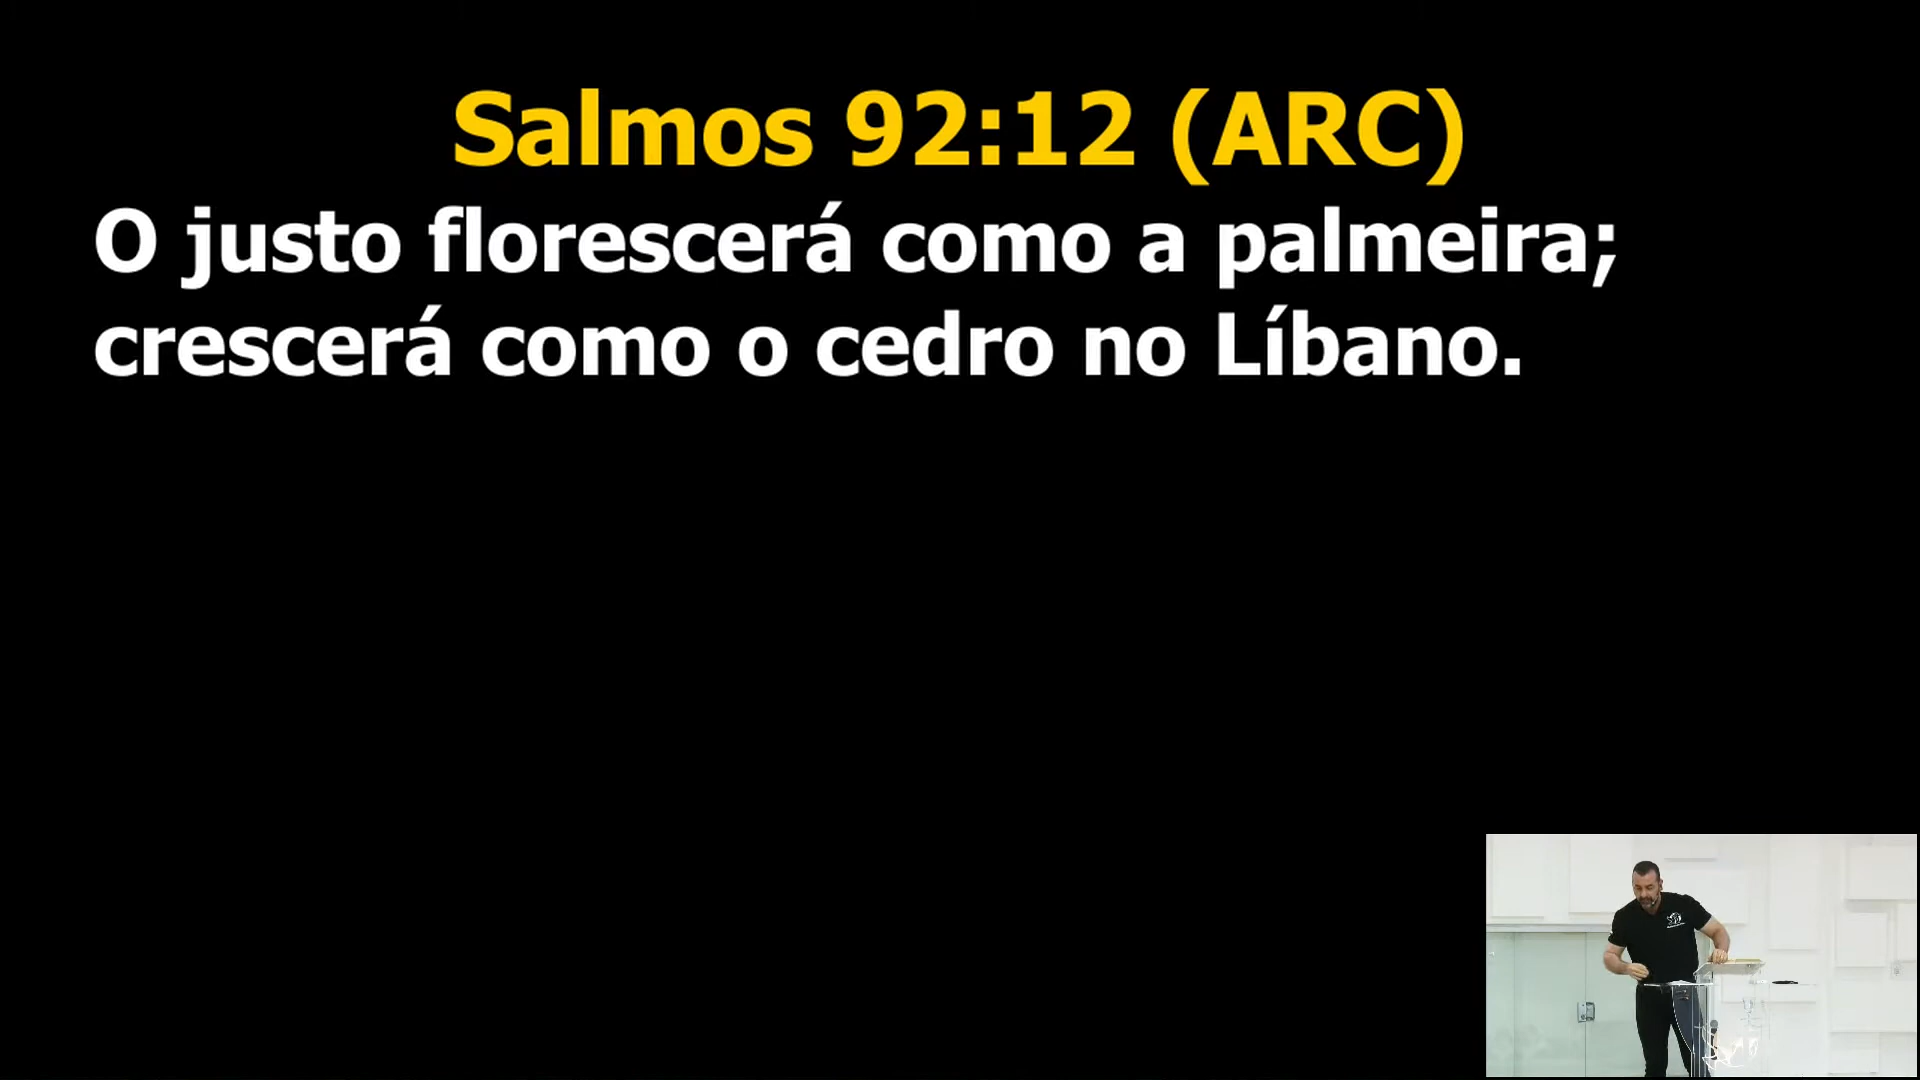 Salmos 92:12 (ARC)
O justo florescerá como a palmeira;
crescerá como o cedro no Líbano.